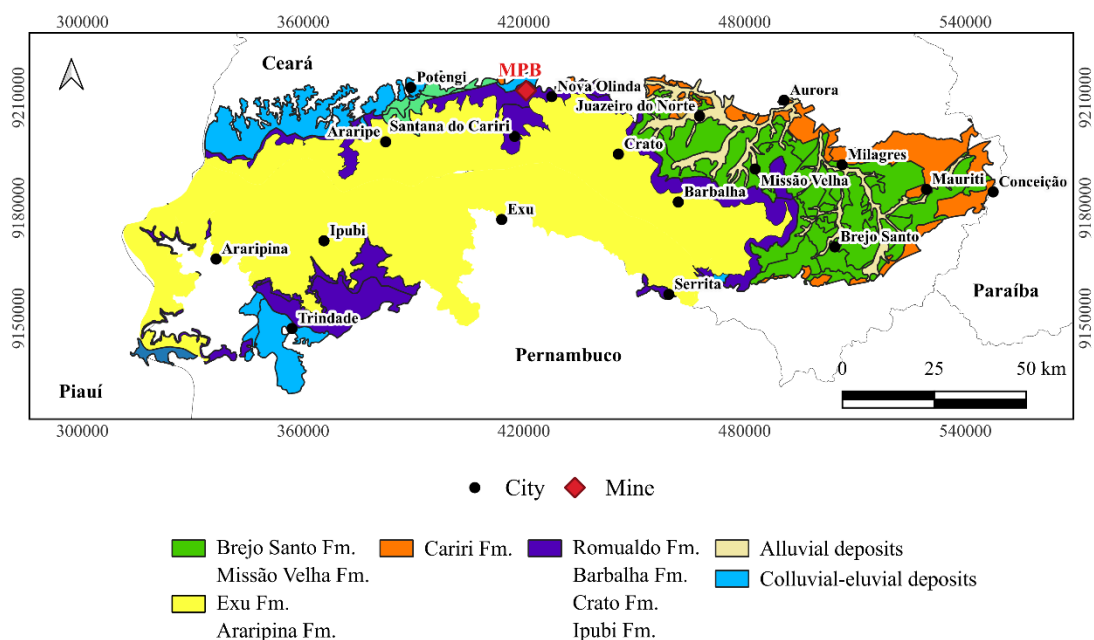 300000 360000 420000 480000 540000
Ceará
Potengi
MPB
Nova Olinda
Aurora
9210000
9210000
Juazeiro do Norte
Santana do Cariri
Araripe
Crato
Milagres
Missão Velha
Mauriti
Conceição
Barbalha
9180000
9180000
Exu
Ipubi
Araripina
Brejo Santo
Serrita
Paraíba
Trindade
9150000
9150000
Pernambuco
Piauí
0 25 50 km
300000 360000 420000 480000 540000
City Mine
Brejo Santo Fm.
Missão Velha Fm.
Exu Fm.
Araripina Fm.
Cariri Fm.
Romualdo Fm.
Barbalha Fm.
Crato Fm.
Ipubi Fm.
Alluvial deposits
Colluvial-eluvial deposits